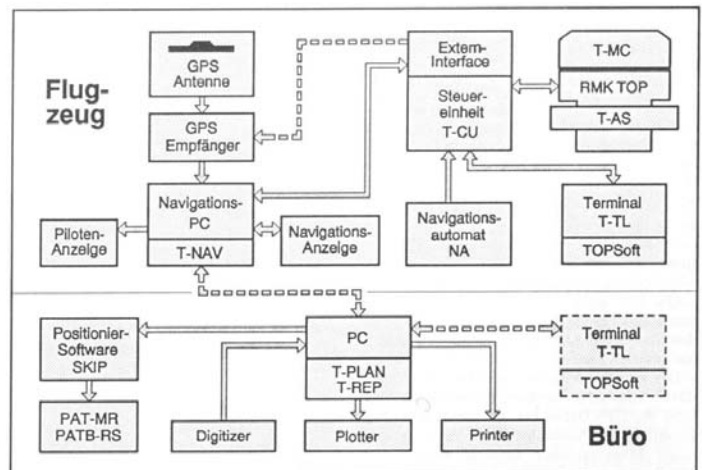 Flug-
zeug
GPS
Antenne
GPS
Empfänger
Navigations-
PC
T-NAV
Piloten-
Anzeige
Navigations-
Anzeige
Extern-
Interface
Steuer-
einheit
T-CU
Navigations-
automat
NA
T-MC
RMK TOP
T-AS
Terminal
T-TL
TOPSoft
Positionier-
Software
SKIP
PAT-MR
PATB-RS
PC
T-PLAN
T-REP
Digitizer
Plotter
Printer
Terminal
T-TL
TOPSoft
Büro